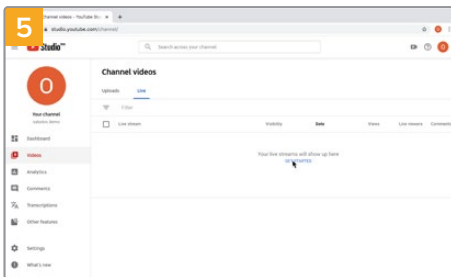 5
Channel videos - YouTube Stu
studio.youtube.com/channel/
Studio
Search across your channel
O
O
Your channel
Dashboard
Videos
Analytics
Comments
Transcriptions
Other features
Settings
What's new
Channel videos
Uploads Live
Filter
Live stream Visibility Date Views Live viewers Comments
Your live streams will show up here
GET STARTED